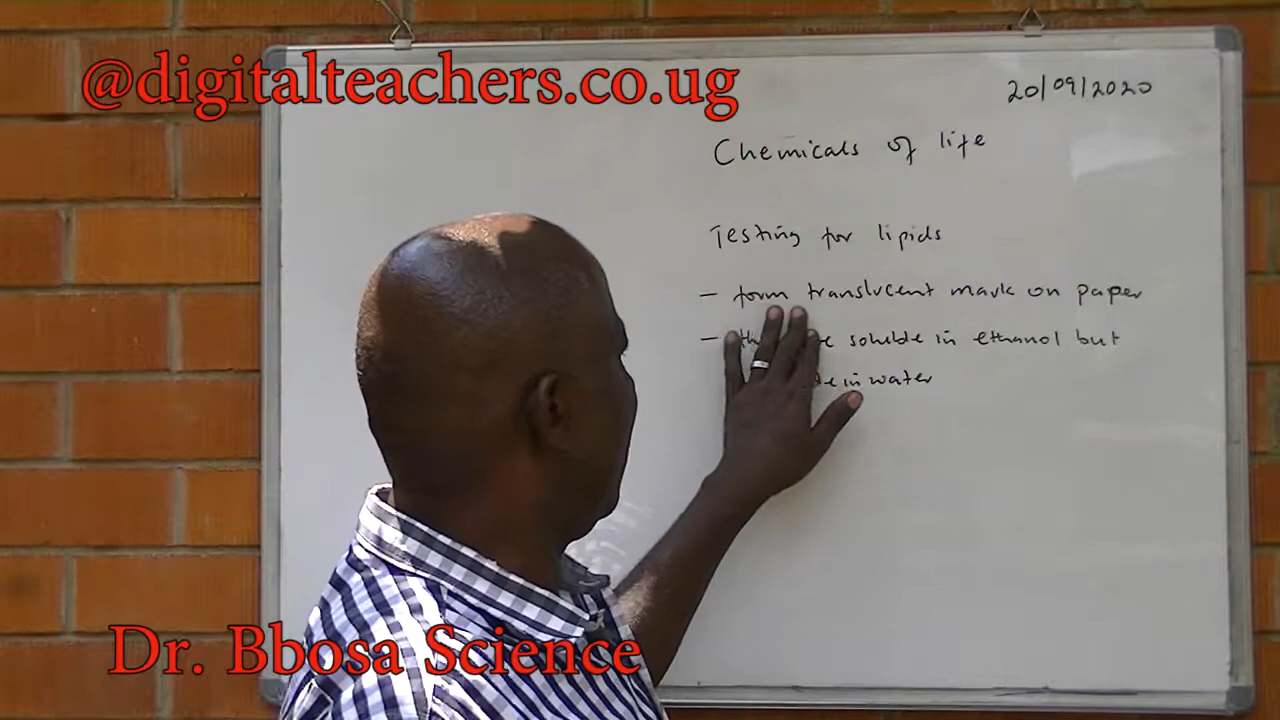 @digitalteachers.co.ug
20/09/2020
Chemicals of life
Testing for lipids
- form translucent mark on paper
- soluble in ethanol but
in water
Dr. Bbosa Science